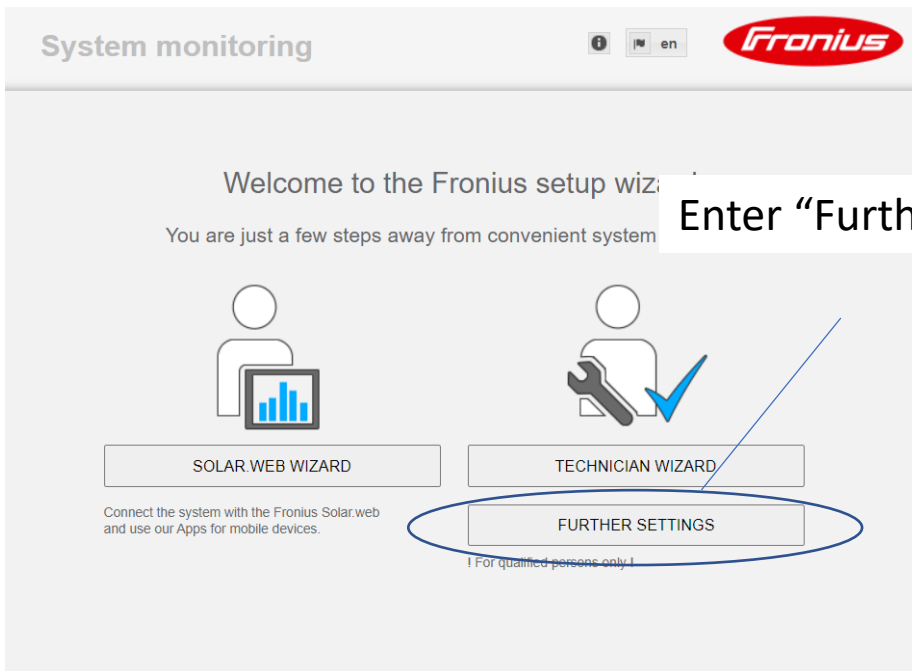 System monitoring
en
Fronius
Welcome to the Fronius setup
Enter “Furth
You are just a few steps away from convenient system
SOLAR.WEB WIZARD
TECHNICIAN WIZARD
Connect the system with the Fronius Solar.web
and use our Apps for mobile devices.
FURTHER SETTINGS
! For qualified persons only !